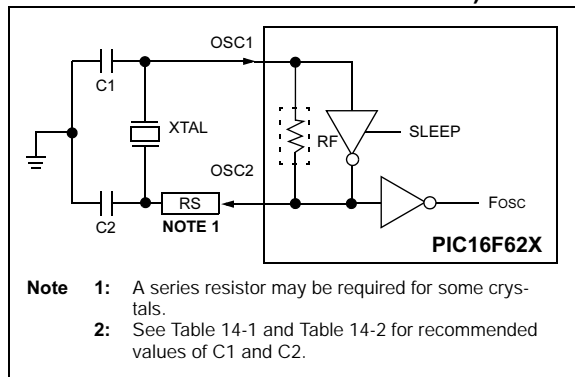 OSC1
C1
XTAL
RF
SLEEP
OSC2
C2
RS
NOTE 1
Fosc
PIC16F62X
Note 1: A series resistor may be required for some crys-
tals.
2: See Table 14-1 and Table 14-2 for recommended
values of C1 and C2.